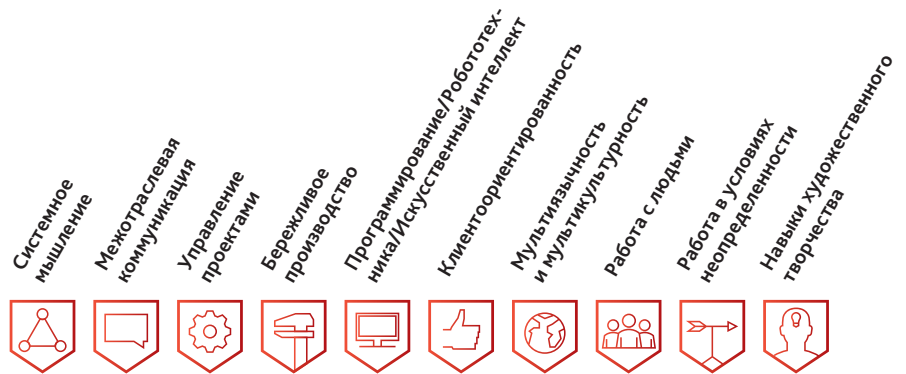 Системное
мышление
Межотраслевая
коммуникация
Управление
проектами
Бережливое
производство
Программирование/Робототех-
ника/Искусственный интеллект
Клиентоориентированность
Мультиязычность
и мультикультурность
Работа с людьми
Работа в условиях
неопределенности
Навыки художественного
творчества